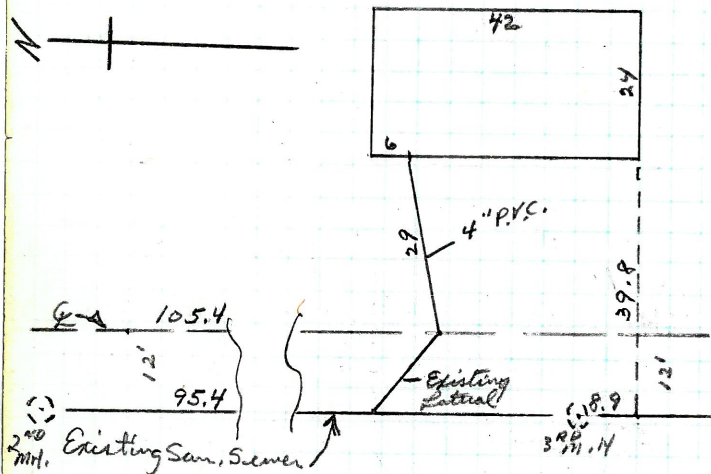 N
42
24
6
29
4" P.V.C.
39.8
℄
105.4
12'
12'
Existing
Lateral
95.4
8.9
2ND
MH.
3RD
M.H
Existing San. Sewer